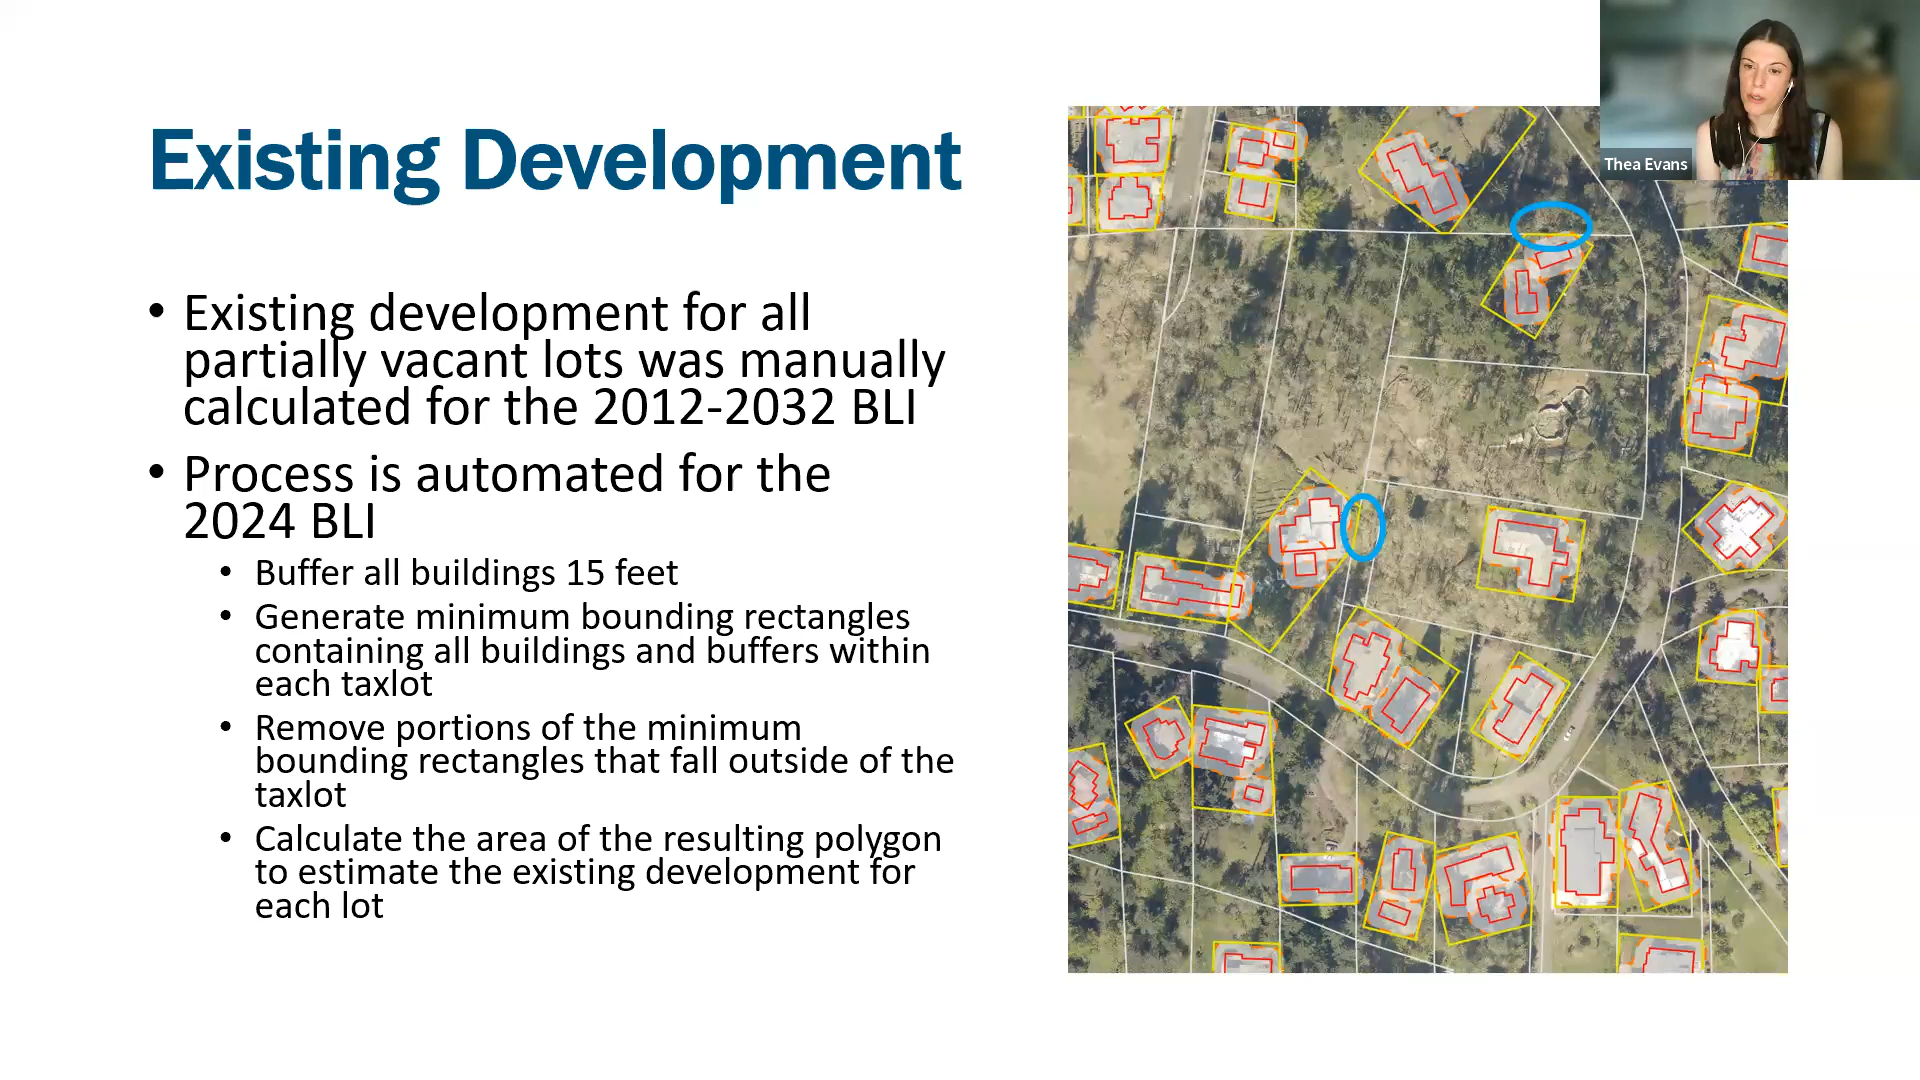 Thea Evans
Existing Development
• Existing development for all
partially vacant lots was manually
calculated for the 2012-2032 BLI
• Process is automated for the
2024 BLI
• Buffer all buildings 15 feet
• Generate minimum bounding rectangles
containing all buildings and buffers within
each taxlot
• Remove portions of the minimum
bounding rectangles that fall outside of the
taxlot
• Calculate the area of the resulting polygon
to estimate the existing development for
each lot